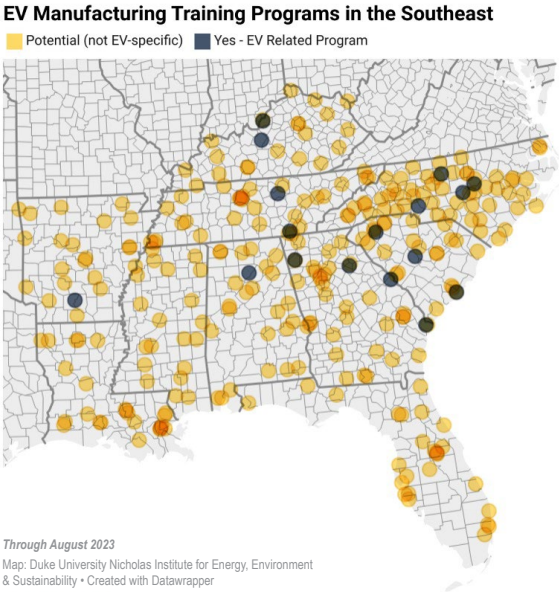 EV Manufacturing Training Programs in the Southeast
Potential (not EV-specific) Yes - EV Related Program
Through August 2023
Map: Duke University Nicholas Institute for Energy, Environment
& Sustainability • Created with Datawrapper